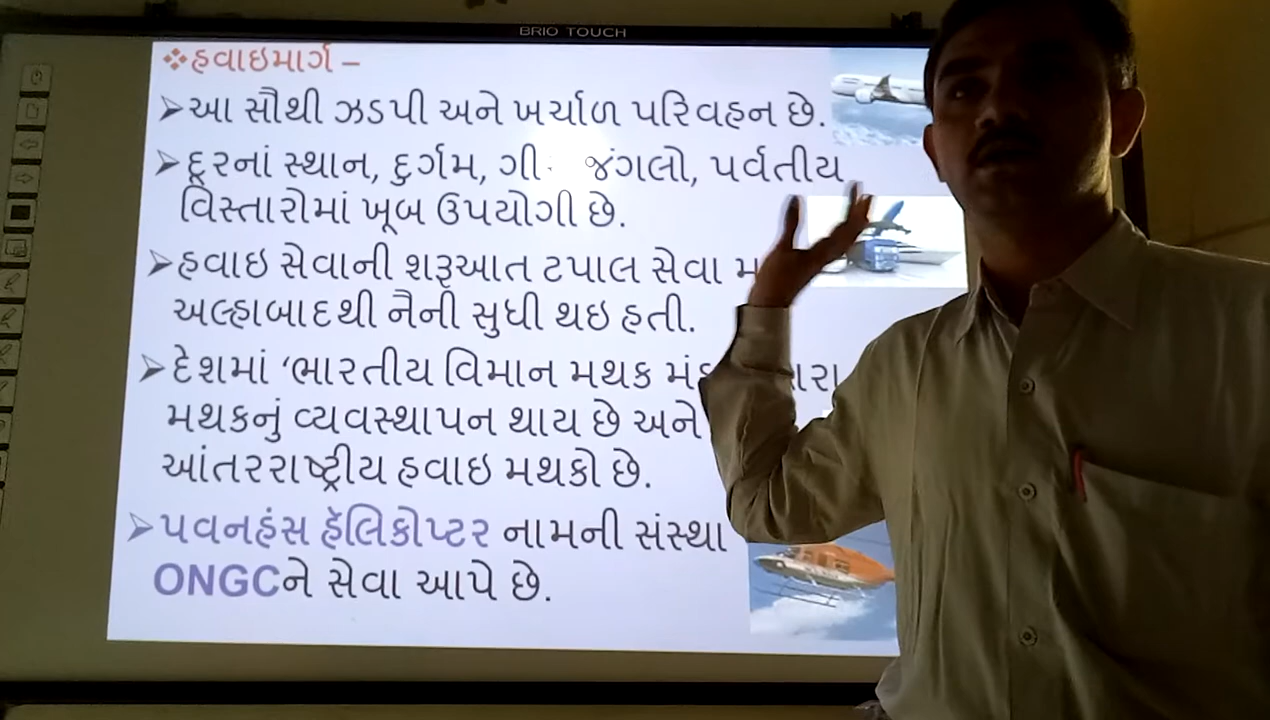 BRIO TOUCH
❖હવાઇમાર્ગ –
➢આ સૌથી ઝડપી અને ખર્ચાળ પરિવહન છે.
➢દૂરનાં સ્થાન, દુર્ગમ, જંગલો, પર્વતીય
વિસ્તારોમાં ખૂબ ઉપયોગી છે.
➢હવાઇ સેવાની શરૂઆત ટપાલ સેવા
અલ્હાબાદથી નૈની સુધી થઇ હતી.
➢દેશમાં ‘ભારતીય વિમાન મથક
મથકનું વ્યવસ્થાપન થાય છે અને
આંતરરાષ્ટ્રીય હવાઇ મથકો છે.
➢પવનહંસ હૅલિકોપ્ટર નામની સંસ્થા
ONGCને સેવા આપે છે.